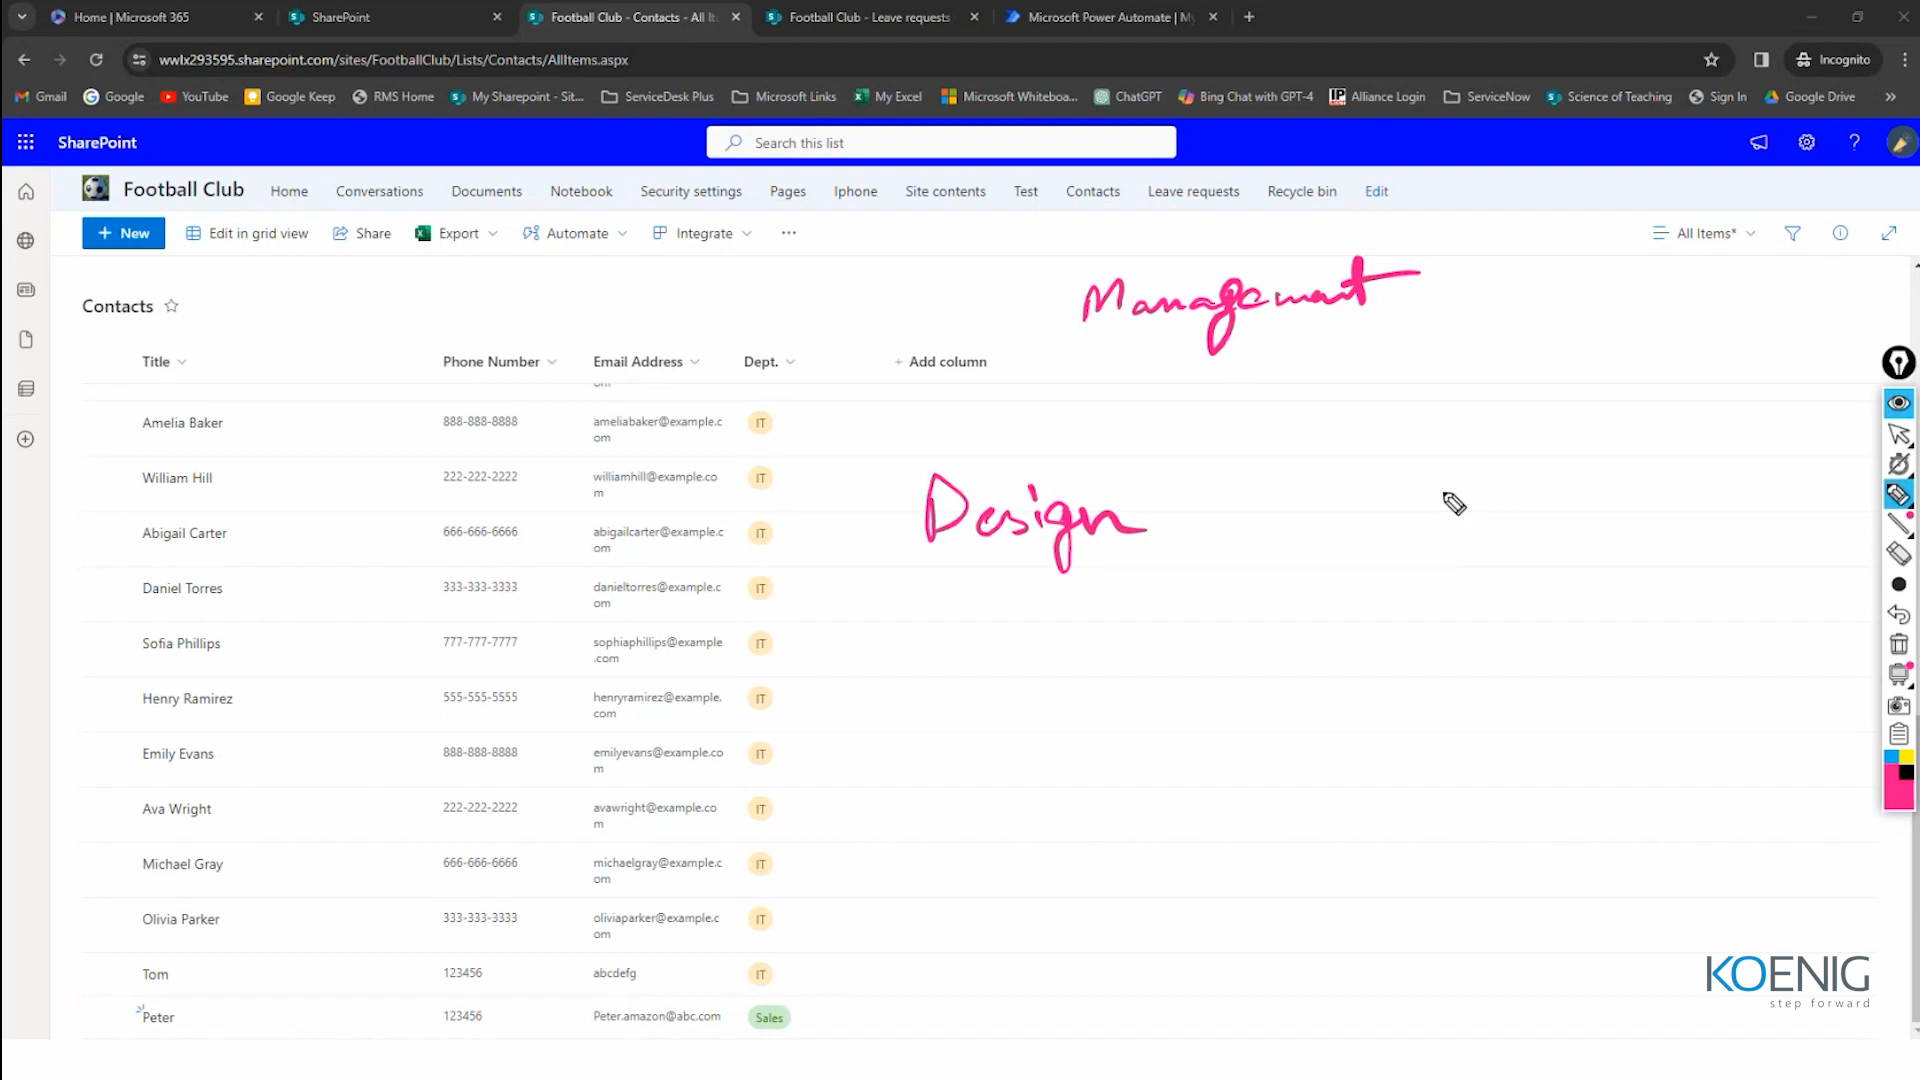 Home | Microsoft 365
SharePoint
Football Club - Contacts - All It
Football Club - Leave requests
Microsoft Power Automate | My
wwlx293595.sharepoint.com/sites/FootballClub/Lists/Contacts/AllItems.aspx
Incognito
Gmail
Google
YouTube
Google Keep
RMS Home
My Sharepoint - Sit...
ServiceDesk Plus
Microsoft Links
My Excel
Microsoft Whiteboa...
ChatGPT
Bing Chat with GPT-4
Alliance Login
ServiceNow
Science of Teaching
Sign In
Google Drive
SharePoint
Search this list
Football Club
Home
Conversations
Documents
Notebook
Security settings
Pages
Iphone
Site contents
Test
Contacts
Leave requests
Recycle bin
Edit
+ New
Edit in grid view
Share
Export
Automate
Integrate
All Items*
Management
Contacts
Title
Phone Number
Email Address
Dept.
+ Add column
om
Amelia Baker
888-888-8888
ameliabaker@example.c
om
IT
William Hill
222-222-2222
williamhill@example.co
m
IT
Design
Abigail Carter
666-666-6666
abigailcarter@example.c
om
IT
Daniel Torres
333-333-3333
danieltorres@example.c
om
IT
Sofia Phillips
777-777-7777
sophiaphillips@example
.com
IT
Henry Ramirez
555-555-5555
henryramirez@example.
com
IT
Emily Evans
888-888-8888
emilyevans@example.co
m
IT
Ava Wright
222-222-2222
avawright@example.co
m
IT
Michael Gray
666-666-6666
michaelgray@example.c
om
IT
Olivia Parker
333-333-3333
oliviaparker@example.c
om
IT
Tom
123456
abcdefg
IT
Peter
123456
Peter.amazon@abc.com
Sales
KOENIG
step forward